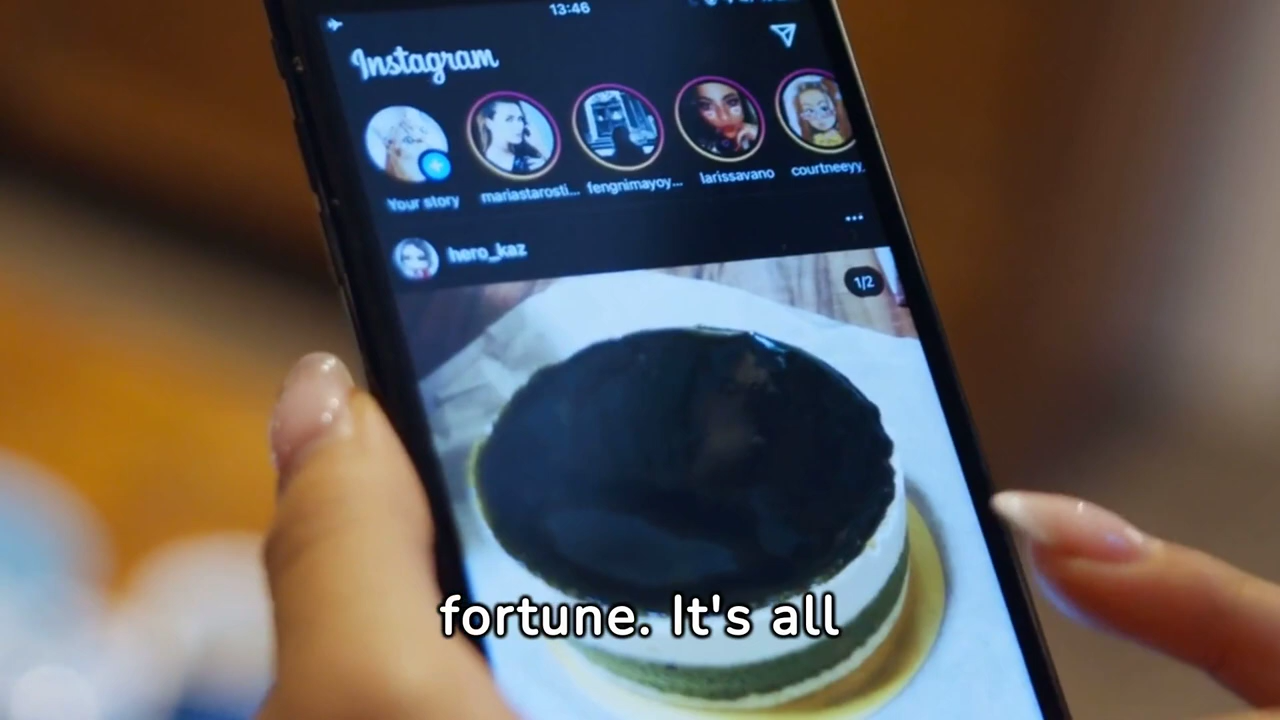 13:46
Instagram
Your story
mariastarosti...
fengnimayoy...
larissavano
courtneeyy
hero_kaz
1/2
fortune. It's all